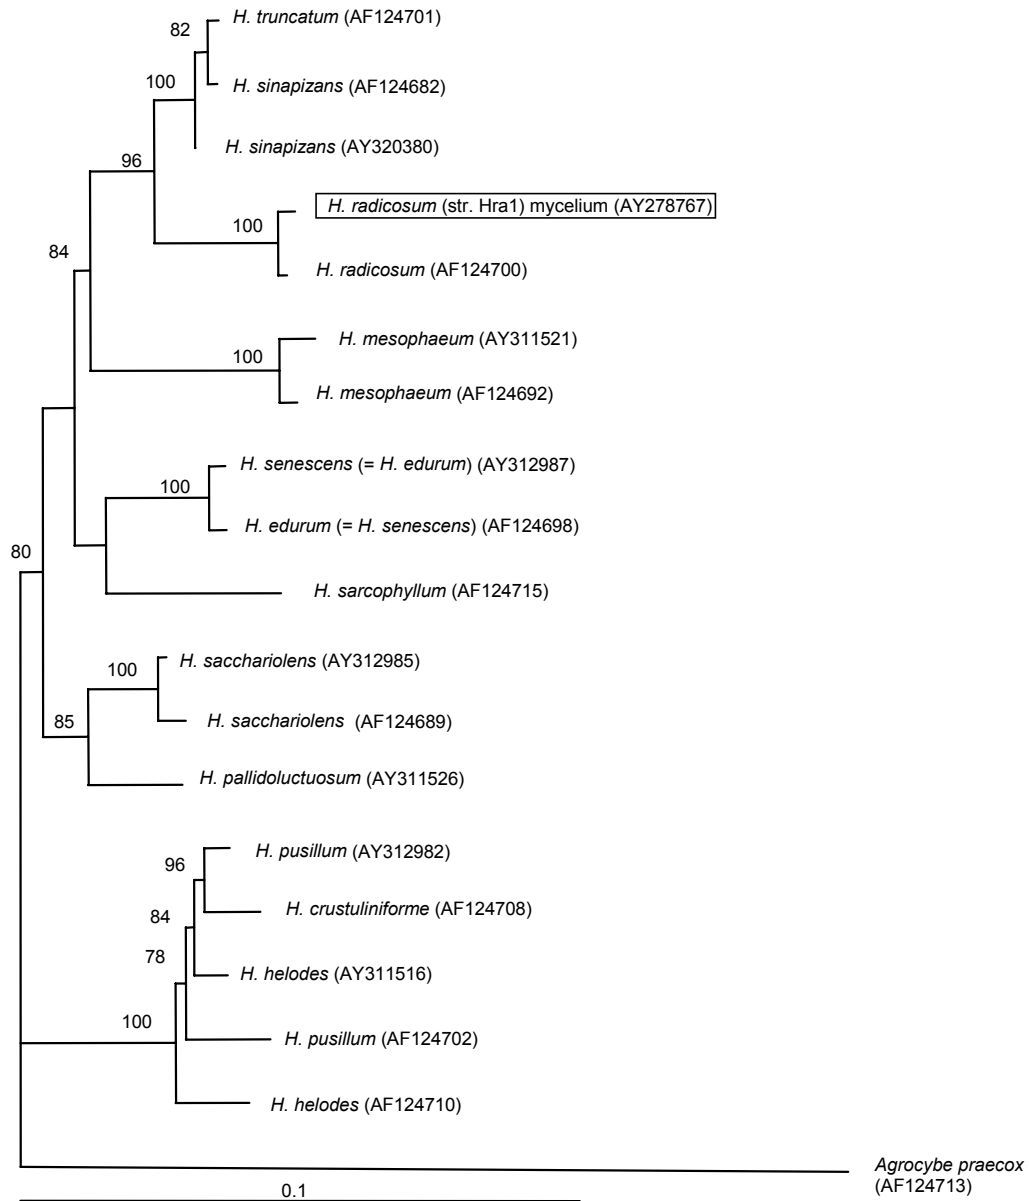 82
H. truncatum (AF124701)
100
H. sinapizans (AF124682)
H. sinapizans (AY320380)
96
H. radicosum (str. Hra1) mycelium (AY278767)
100
84
H. radicosum (AF124700)
H. mesophaeum (AY311521)
100
H. mesophaeum (AF124692)
H. senescens (= H. edurum) (AY312987)
100
H. edurum (= H. senescens) (AF124698)
80
H. sarcophyllum (AF124715)
H. sacchariolens (AY312985)
100
H. sacchariolens (AF124689)
85
H. pallidoluctuosum (AY311526)
H. pusillum (AY312982)
96
H. crustuliniforme (AF124708)
84
78
H. helodes (AY311516)
100
H. pusillum (AF124702)
H. helodes (AF124710)
Agrocybe praecox
(AF124713)
0.1